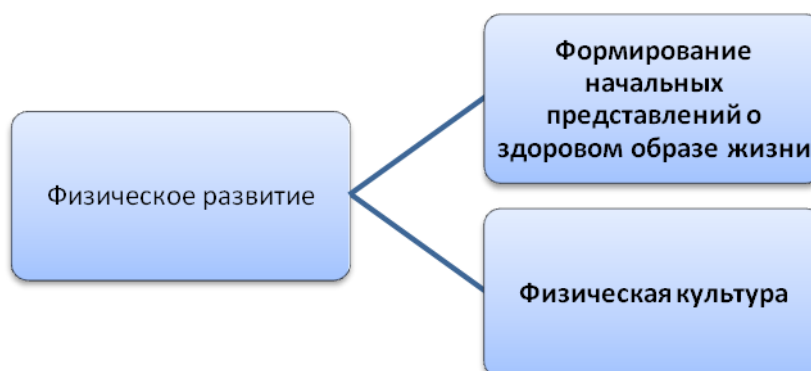 Физическое развитие
Формирование
начальных
представлений о
здоровом образе жизни
Физическая культура